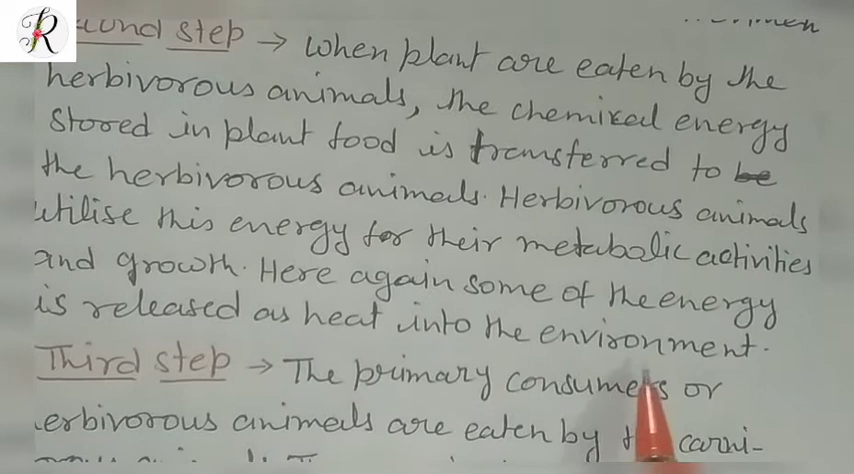 R
second step → When plant are eaten by the
herbivorous animals, the chemical energy
stored in plant food is transferred to be
the herbivorous animals. Herbivorous animals
utilise this energy for their metabolic activities
and growth. Here again some of the energy
is released as heat into the environment.
Third step → The primary consumers or
herbivorous animals are eaten by carni-